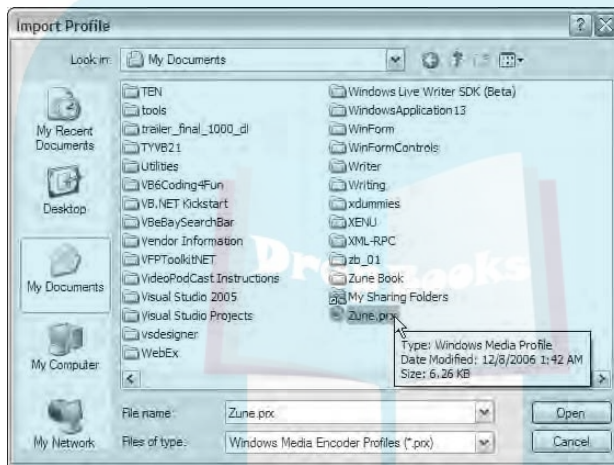 Import Profile
Look in: My Documents
My Recent Documents
Desktop
My Documents
My Computer
My Network
TEN
tools
trailer_final_1000_dl
TYVB21
Utilities
VB6Coding4Fun
VB.NET Kickstart
VBeBaySearchBar
Vendor Information
VFPToolkitNET
VideoPodCast Instructions
Visual Studio 2005
Visual Studio Projects
vsdesigner
WebEx
Windows Live Writer SDK (Beta)
WindowsApplication13
WinForm
WinFormControls
Writer
Writing
xdummies
XENU
XML-RPC
zb_01
Zune Book
My Sharing Folders
Zune.prx
Type: Windows Media Profile
Date Modified: 12/8/2006 1:42 AM
Size: 6.26 KB
File name: Zune.prx
Open
Files of type: Windows Media Encoder Profiles (*.prx)
Cancel